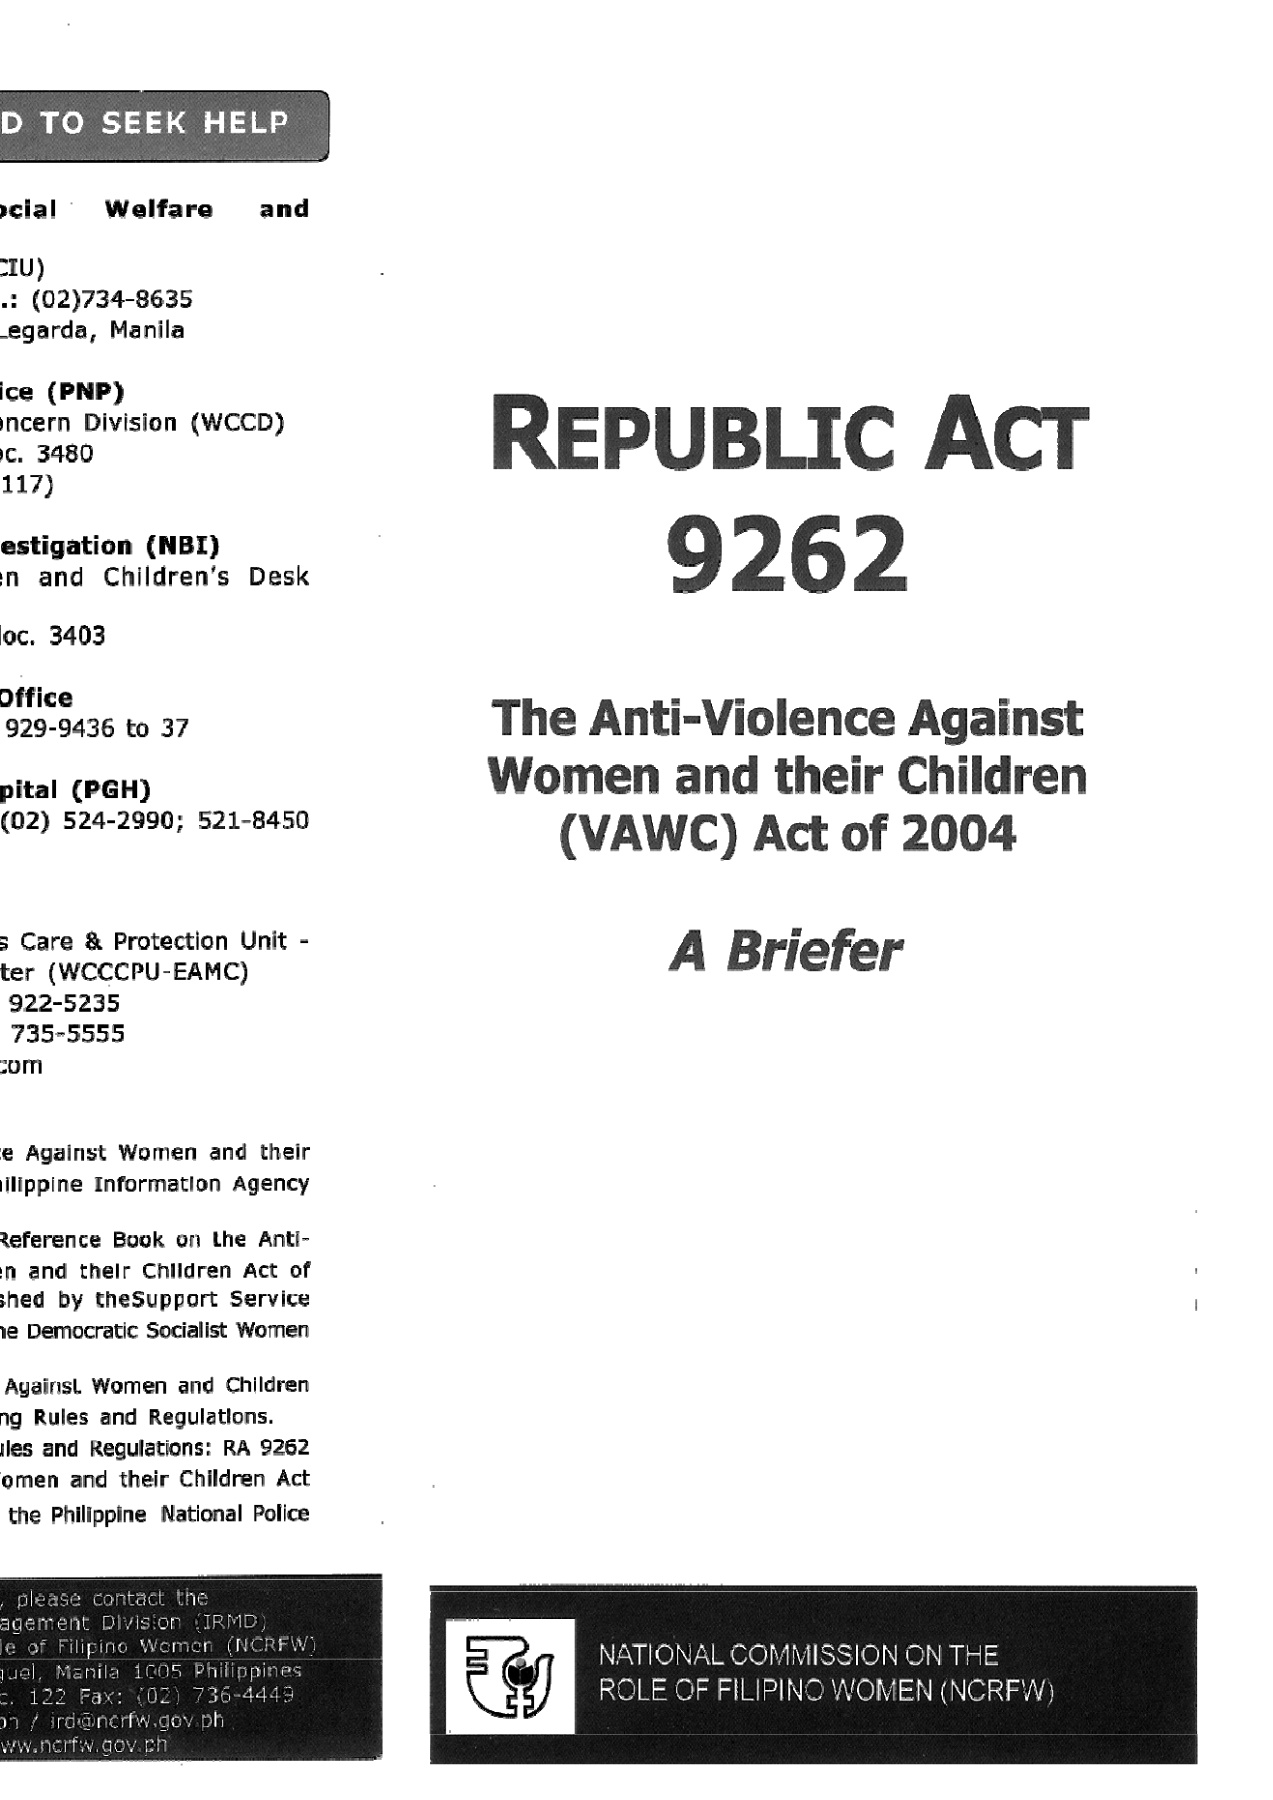 D TO SEEK HELP
ocial Welfare and
CIU)
.: (02)734-8635
Legarda, Manila
ice (PNP)
oncern Division (WCCD)
oc. 3480
117)
estigation (NBI)
en and Children's Desk
loc. 3403
Office
929-9436 to 37
pital (PGH)
(02) 524-2990; 521-8450
s Care & Protection Unit -
ter (WCCCPU-EAMC)
922-5235
735-5555
com
ce Against Women and their
hilippine Information Agency
Reference Book on the Anti-
en and their Children Act of
shed by theSupport Service
he Democratic Socialist Women
Against Women and Children
ng Rules and Regulations.
ules and Regulations: RA 9262
omen and their Children Act
the Philippine National Police
, please contact the
agement Division (IRMD)
le of Filipino Women (NCRFW)
guel, Manila 1005 Philippines
c. 122 Fax: (02) 736-4449
on / ird@ncrfw.gov.ph
ww.ncrfw.gov.ph
REPUBLIC ACT
9262
The Anti-Violence Against
Women and their Children
(VAWC) Act of 2004
A Briefer
NATIONAL COMMISSION ON THE
ROLE OF FILIPINO WOMEN (NCRFW)